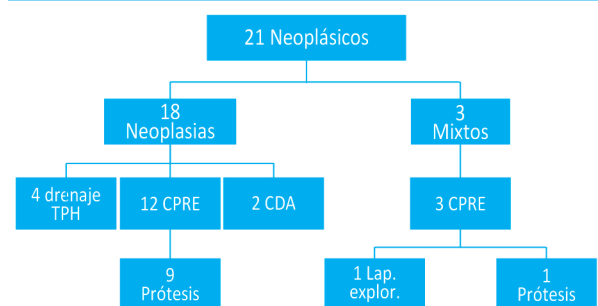 21 Neoplásicos
18
Neoplasias
3
Mixtos
4 drenaje
TPH
12 CPRE
2 CDA
3 CPRE
9
Prótesis
1 Lap.
explor.
1
Prótesis